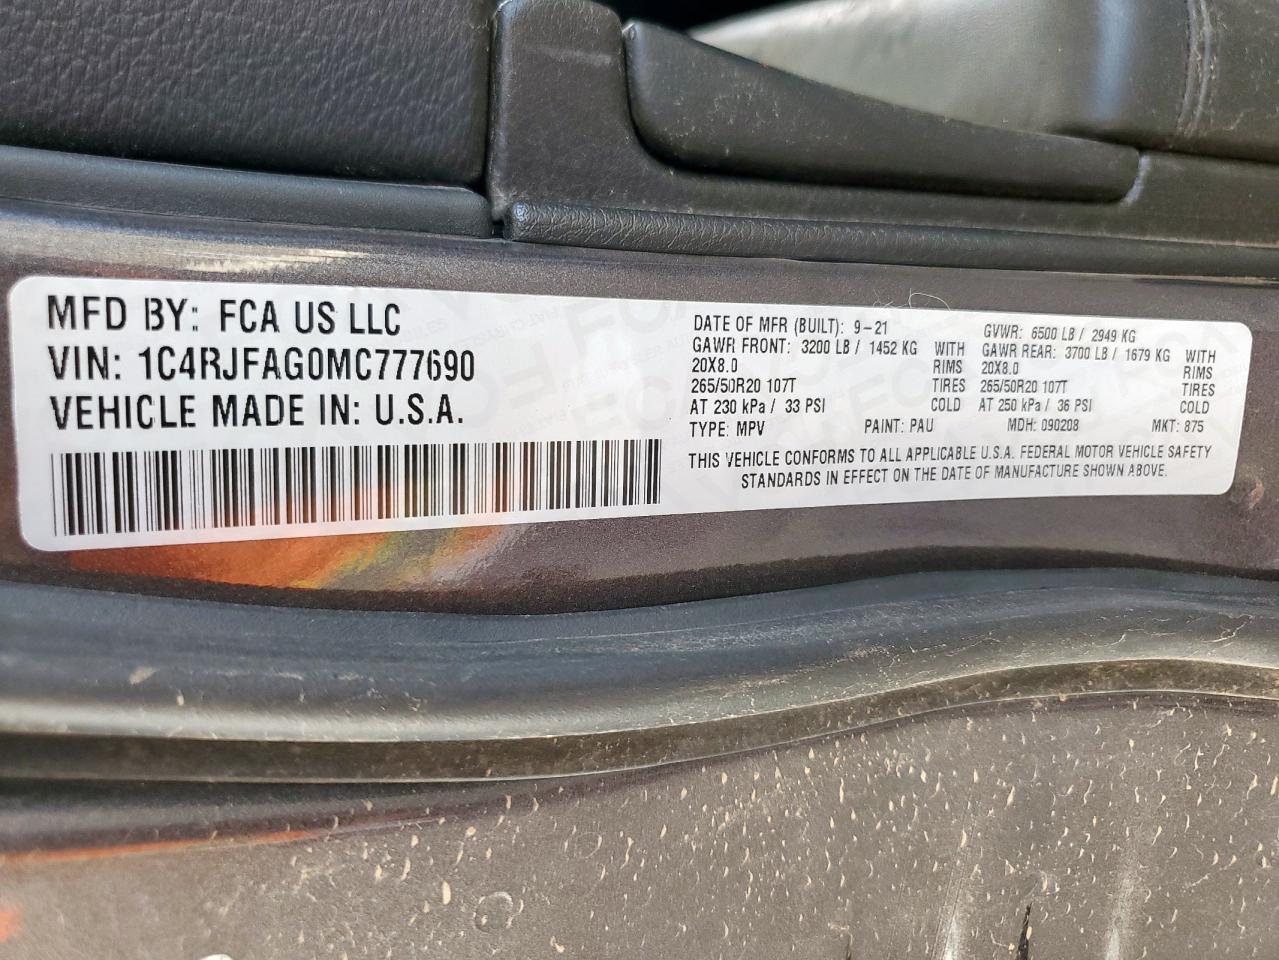 MFD BY: FCA US LLC
VIN: 1C4RJFAG0MC777690
VEHICLE MADE IN: U.S.A.
DATE OF MFR (BUILT): 9-21 GVWR: 6500 LB / 2949 KG
GAWR FRONT: 3200 LB / 1452 KG WITH GAWR REAR: 3700 LB / 1679 KG WITH
20X8.0 RIMS 20X8.0 RIMS
265/50R20 107T TIRES 265/50R20 107T TIRES
AT 230 kPa / 33 PSI COLD AT 250 kPa / 36 PSI COLD
TYPE: MPV PAINT: PAU MDH: 090208 MKT: 875
THIS VEHICLE CONFORMS TO ALL APPLICABLE U.S.A. FEDERAL MOTOR VEHICLE SAFETY
STANDARDS IN EFFECT ON THE DATE OF MANUFACTURE SHOWN ABOVE.